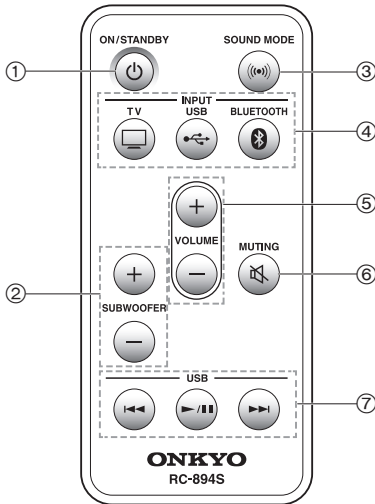 ON/STANDBY SOUND MODE
① ③
INPUT
TV USB BLUETOOTH
④
⑤
VOLUME MUTING
② ⑥
SUBWOOFER
USB
⑦
ONKYO
RC-894S